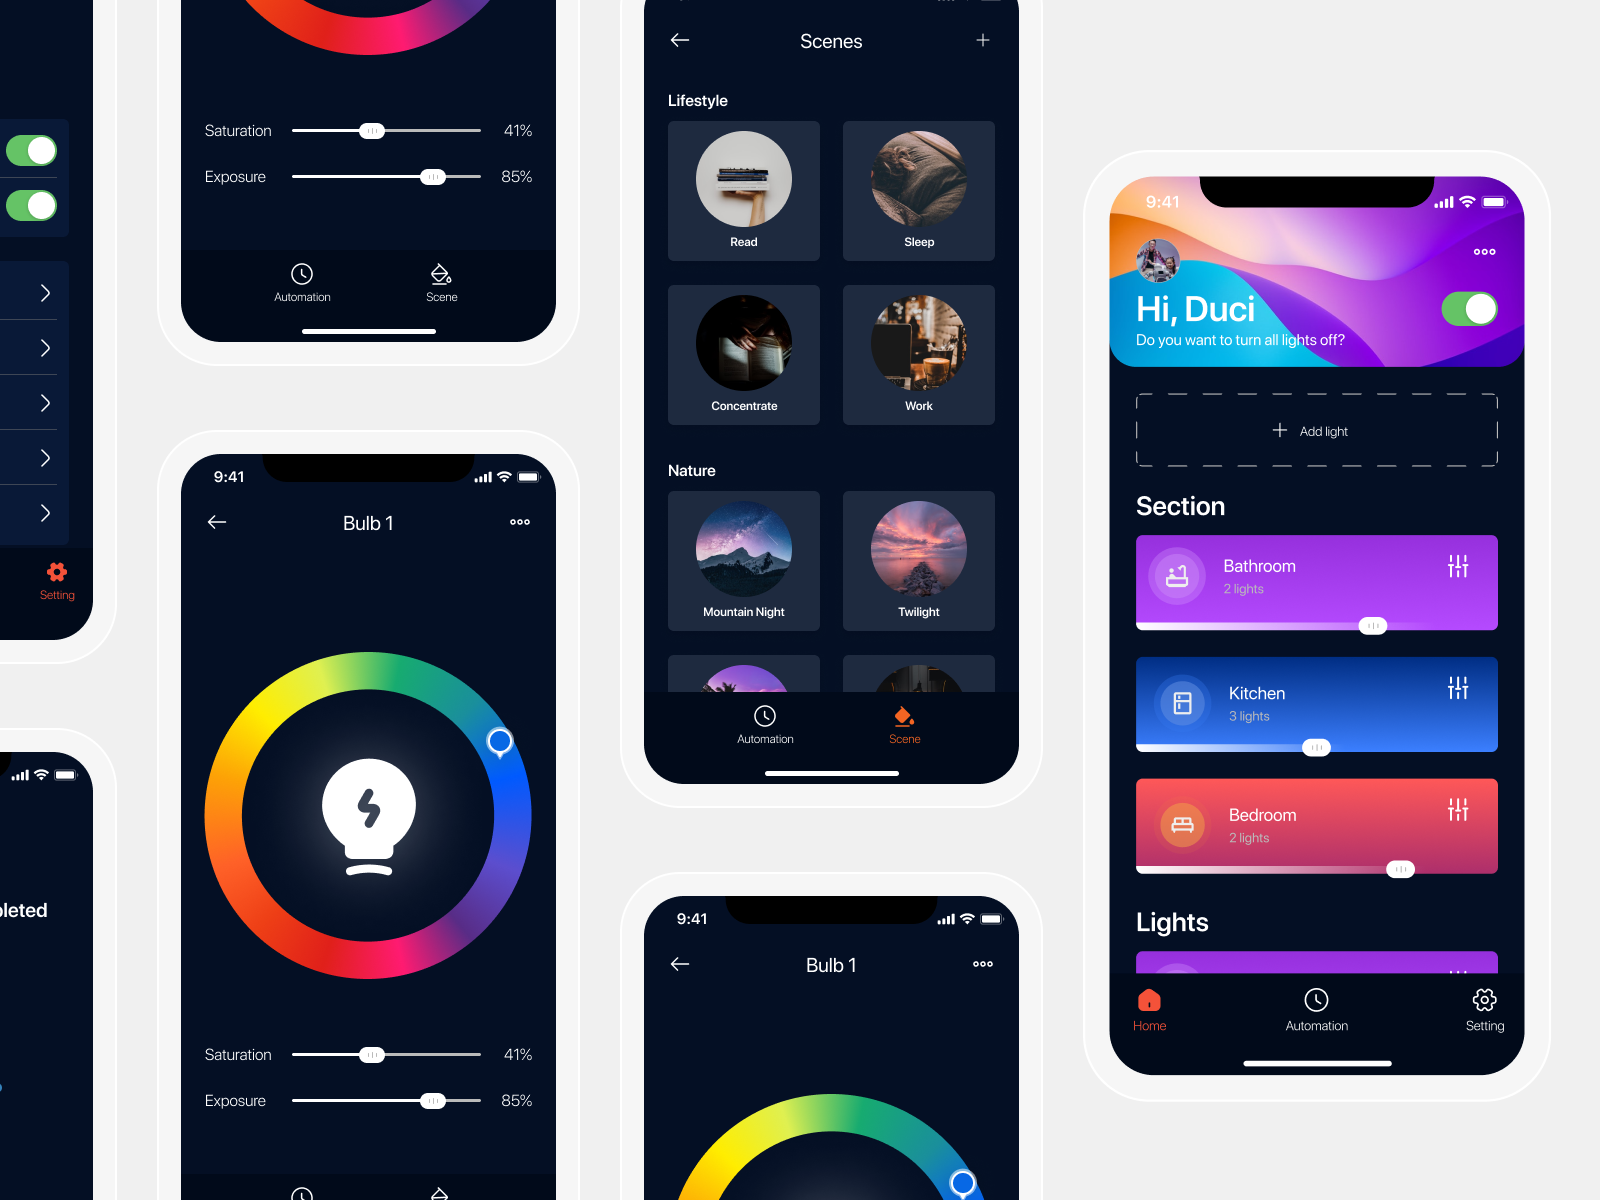 Setting
pleted
Saturation 41%
Exposure 85%
Automation Scene
9:41
Bulb 1
Saturation 41%
Exposure 85%
Scenes
Lifestyle
Read Sleep
Concentrate Work
Nature
Mountain Night Twilight
Automation Scene
9:41
Bulb 1
9:41
Hi, Duci
Do you want to turn all lights off?
Add light
Section
Bathroom
2 lights
Kitchen
3 lights
Bedroom
2 lights
Lights
Home Automation Setting